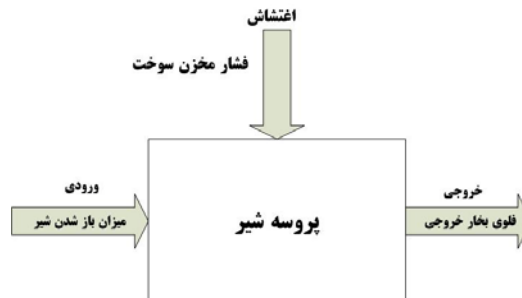 اغتشاش
فشار مخزن سوخت
ورودی
میزان باز شدن شیر
پروسه شیر
خروجی
فلوی بخار خروجی